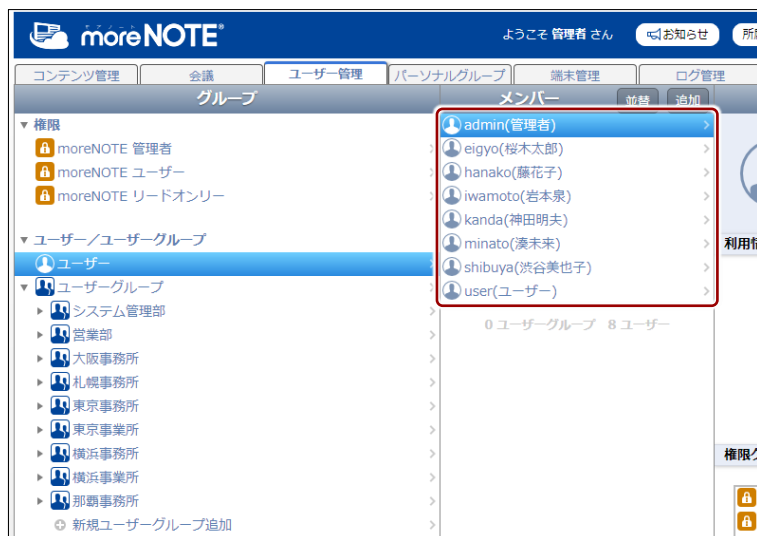 モアノート
moreNOTE®
ようこそ 管理者 さん
お知らせ
コンテンツ管理
会議
ユーザー管理
パーソナルグループ
端末管理
ログ管理
グループ
メンバー
並替
追加
権限
moreNOTE 管理者
moreNOTE ユーザー
moreNOTE リードオンリー
ユーザー／ユーザーグループ
ユーザー
ユーザーグループ
システム管理部
営業部
大阪事務所
札幌事務所
東京事務所
東京事業所
横浜事務所
横浜事業所
那覇事務所
新規ユーザーグループ追加
admin(管理者)
eigyo(桜木太郎)
hanako(藤花子)
iwamoto(岩本泉)
kanda(神田明夫)
minato(湊未来)
shibuya(渋谷美也子)
user(ユーザー)
0 ユーザーグループ 8 ユーザー
利用情
権限グ